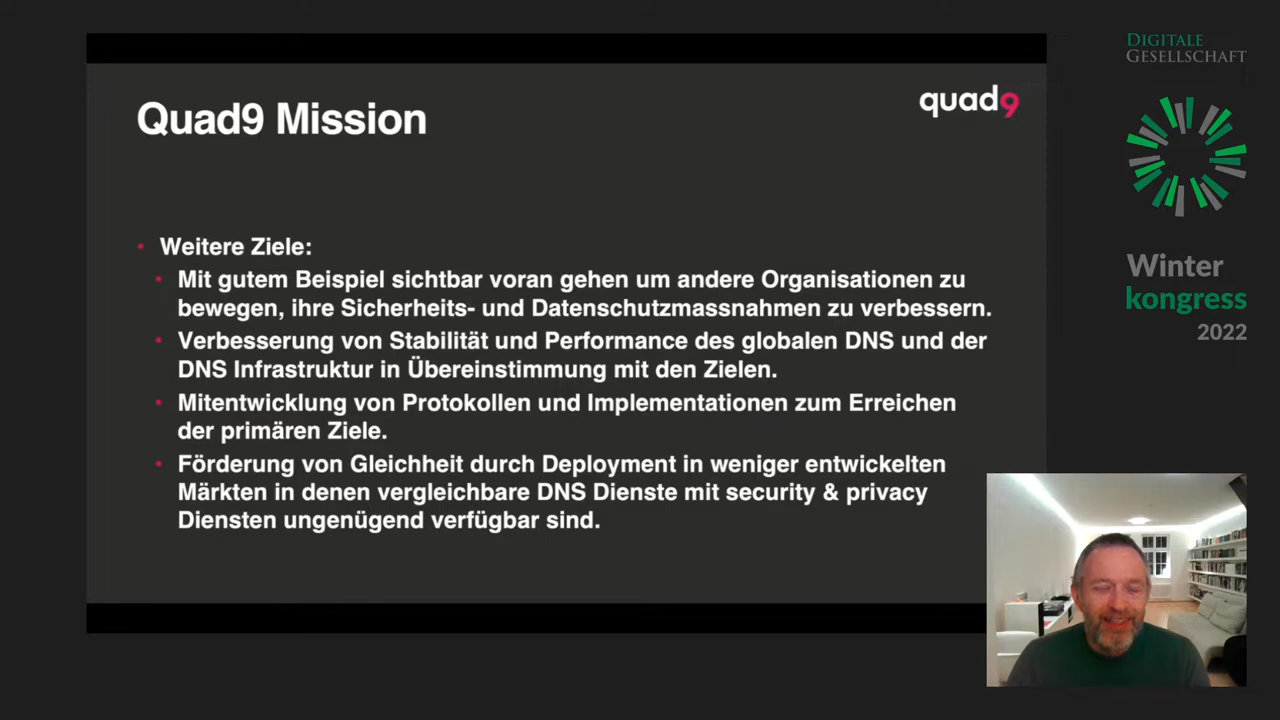 Quad9 Mission
quad9
Weitere Ziele:
Mit gutem Beispiel sichtbar voran gehen um andere Organisationen zu
bewegen, ihre Sicherheits- und Datenschutzmassnahmen zu verbessern.
Verbesserung von Stabilität und Performance des globalen DNS und der
DNS Infrastruktur in Übereinstimmung mit den Zielen.
Mitentwicklung von Protokollen und Implementationen zum Erreichen
der primären Ziele.
Förderung von Gleichheit durch Deployment in weniger entwickelten
Märkten in denen vergleichbare DNS Dienste mit security & privacy
Diensten ungenügend verfügbar sind.
DIGITALE
GESELLSCHAFT
Winter
kongress
2022